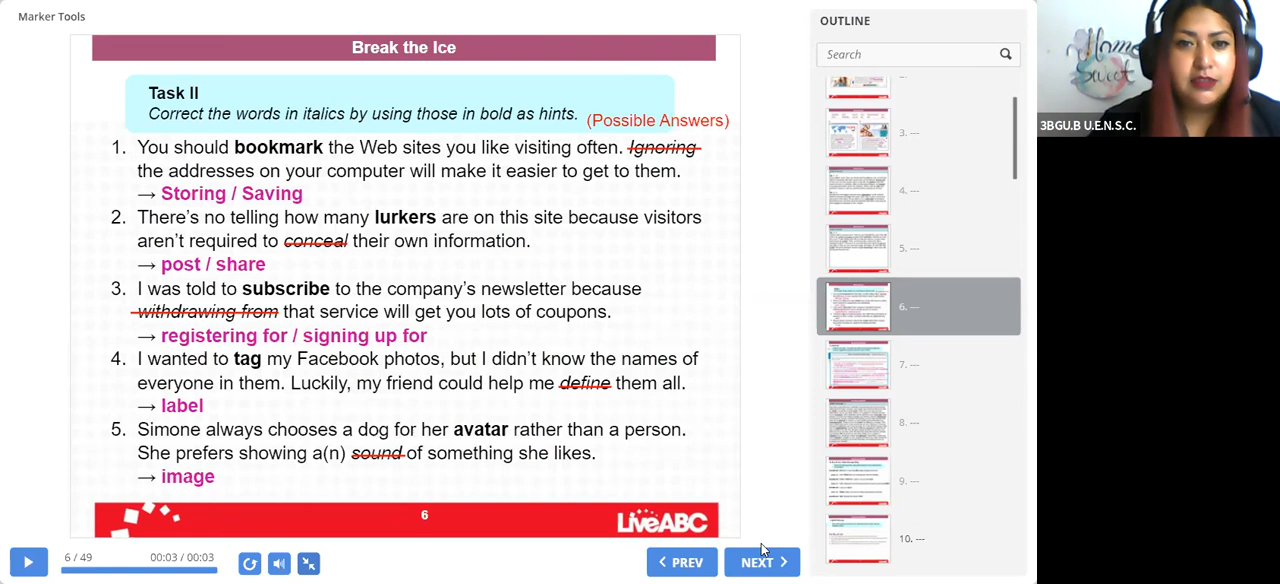 Marker Tools
Break the Ice
Task II
Correct the words in italics by using those in bold as hints. (Possible Answers)
1. You should bookmark the Web sites you like visiting often. Ignoring
the addresses on your computer will make it easier to get to them.
→ Storing / Saving
2. There's no telling how many lurkers are on this site because visitors
aren't required to conceal their own information.
→ post / share
3. I was told to subscribe to the company's newsletter because
withdrawing from that service will get you lots of coupons.
→ registering for / signing up for
4. I wanted to tag my Facebook photos, but I didn't know the names of
everyone in them. Luckily, my friend could help me define them all.
→ label
5. Amy always chooses a dog for her avatar rather than a person.
She prefers showing a(n) sound of something she likes.
→ image
6
LiveABC
6 / 49
00:03 / 00:03
PREV
NEXT
OUTLINE
Search
3. ---
4. ---
5. ---
6. ---
7. ---
8. ---
9. ---
10. ---
Home
Sweet
3BGU.B U.E.N.S.C.